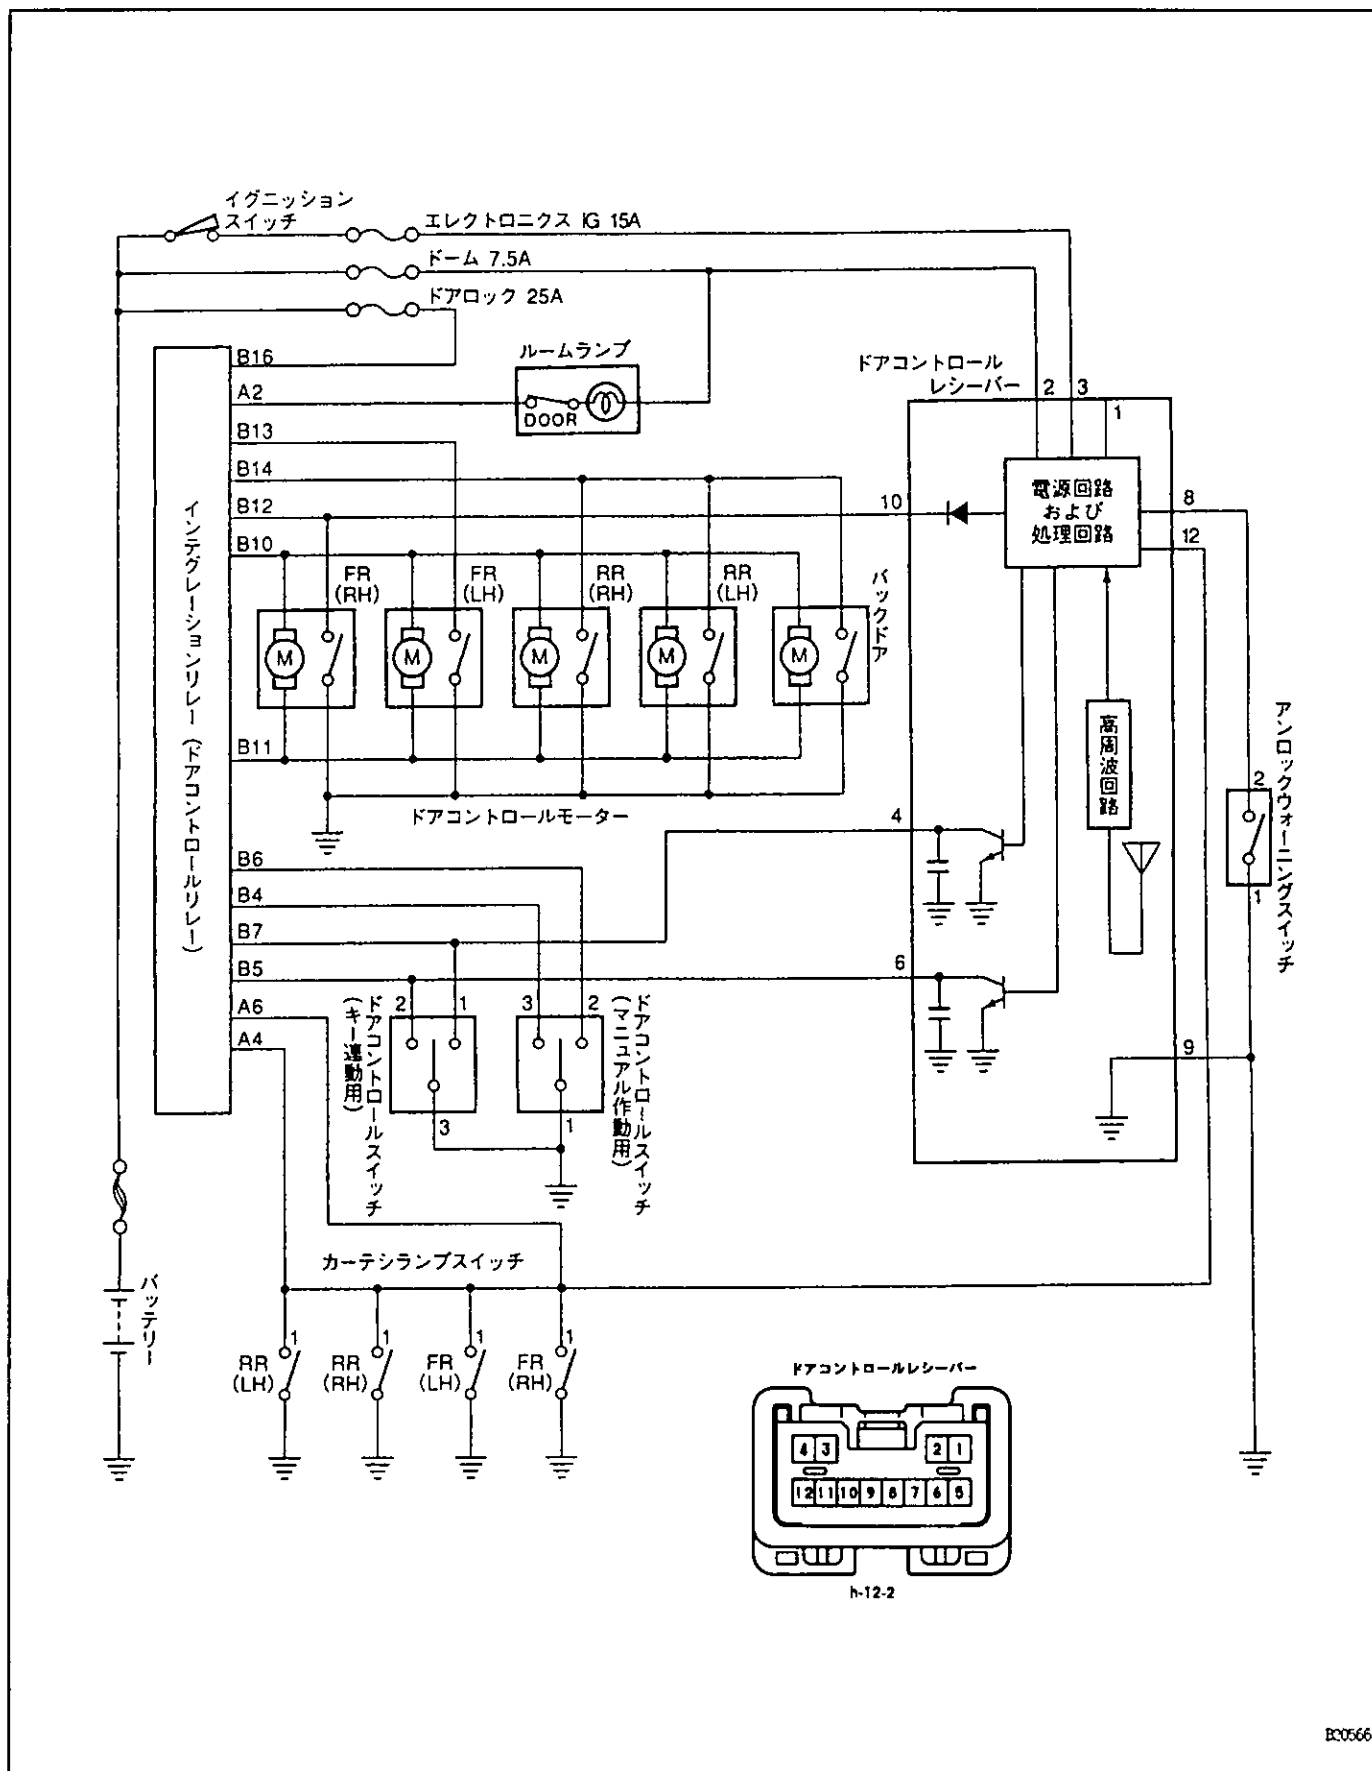 イグニッション
スイッチ
エレクトロニクス IG 15A
ドーム 7.5A
ドアロック 25A
B16
A2
B13
B14
B12
B10
B11
B6
B4
B7
B5
A6
A4
インテグレーションリレー (ドアコントロールリレー)
ルームランプ
DOOR
ドアコントロール
レシーバー
2
3
1
電源回路
および
処理回路
10
8
12
FR
(RH)
FR
(LH)
RR
(RH)
RR
(LH)
バックドア
M
M
M
M
M
ドアコントロールモーター
高周波回路
4
6
9
2
1
アンロックウォーニングスイッチ
2
1
3
ドアコントロールスイッチ
(キー連動用)
3
2
1
ドアコントロールスイッチ
(マニュアル作動用)
カーテシランプスイッチ
1
1
1
1
RR
(LH)
RR
(RH)
FR
(LH)
FR
(RH)
バッテリー
ドアコントロールレシーバー
4 3 2 1
12 11 10 9 8 7 6 5
h-12-2